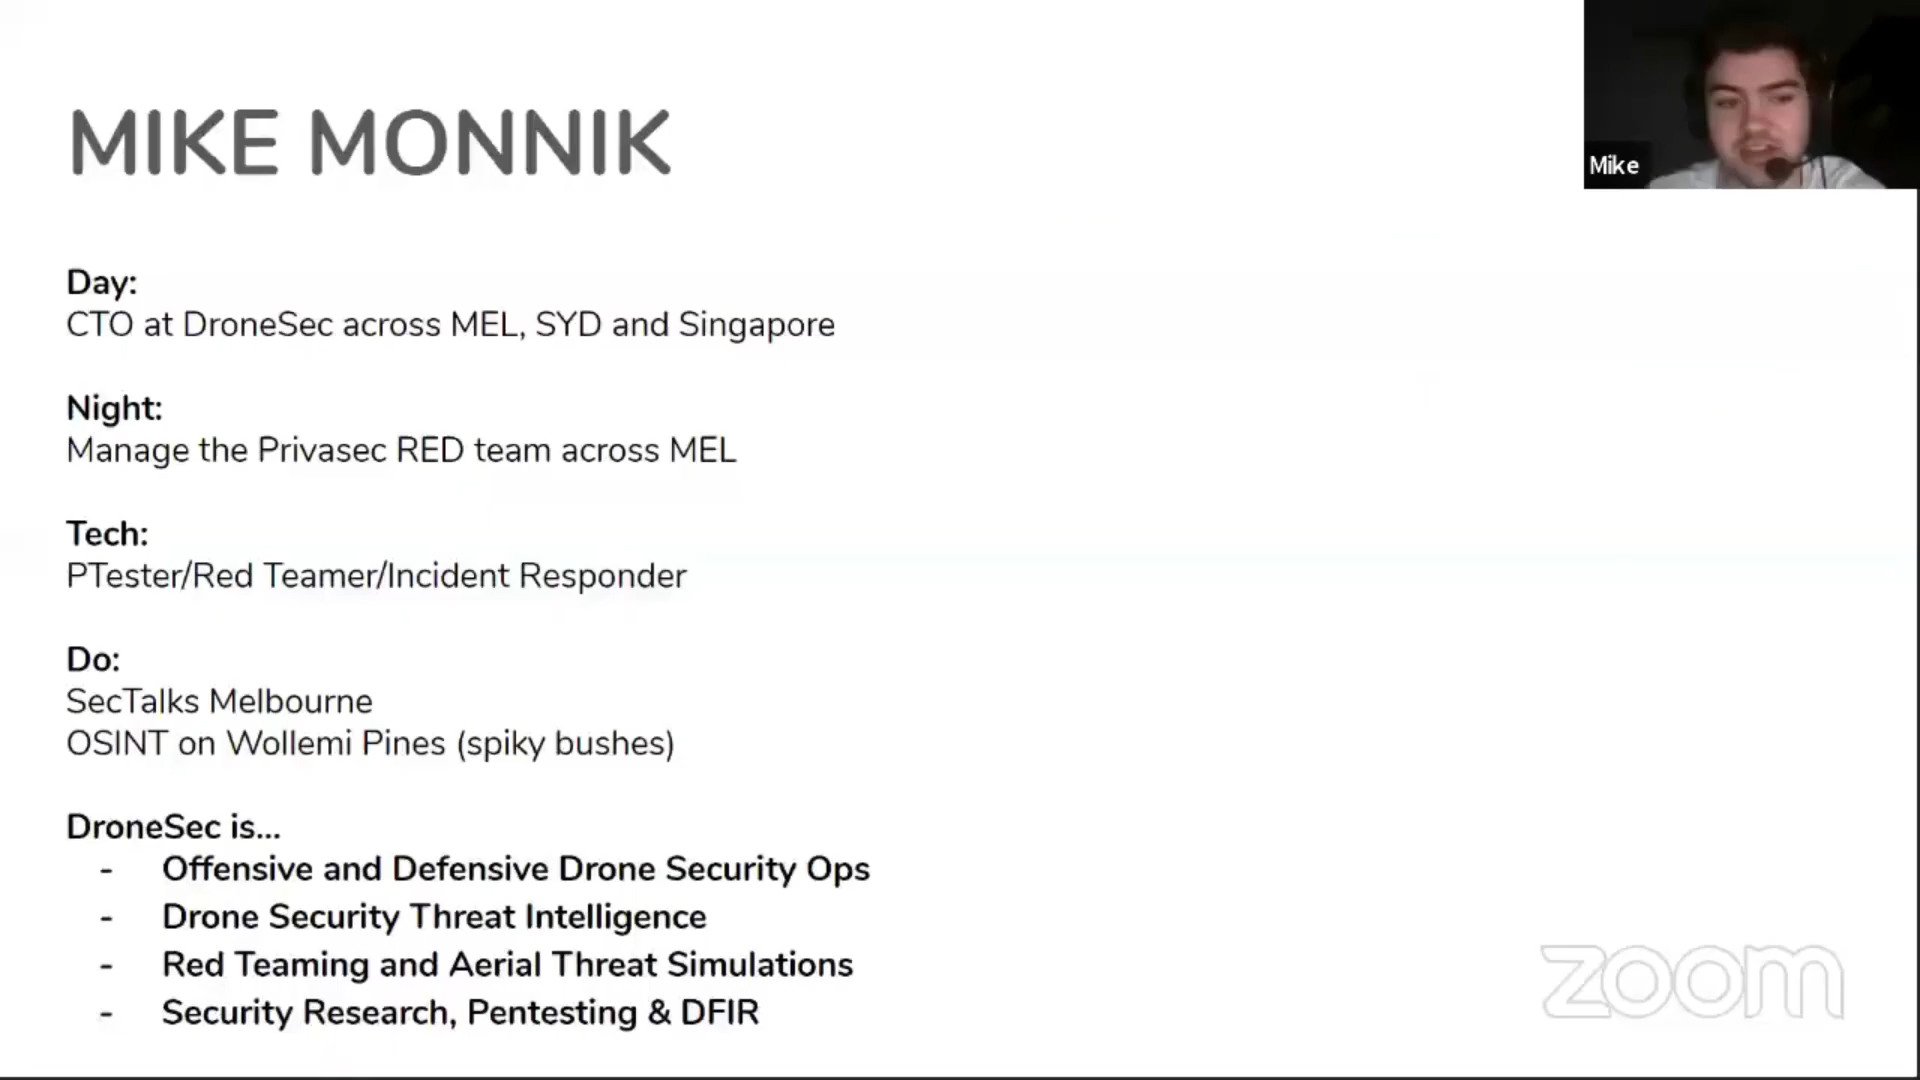 MIKE MONNIK
Mike
Day:
CTO at DroneSec across MEL, SYD and Singapore
Night:
Manage the Privasec RED team across MEL
Tech:
PTester/Red Teamer/Incident Responder
Do:
SecTalks Melbourne
OSINT on Wollemi Pines (spiky bushes)
DroneSec is...
- Offensive and Defensive Drone Security Ops
- Drone Security Threat Intelligence
- Red Teaming and Aerial Threat Simulations
- Security Research, Pentesting & DFIR
zoom